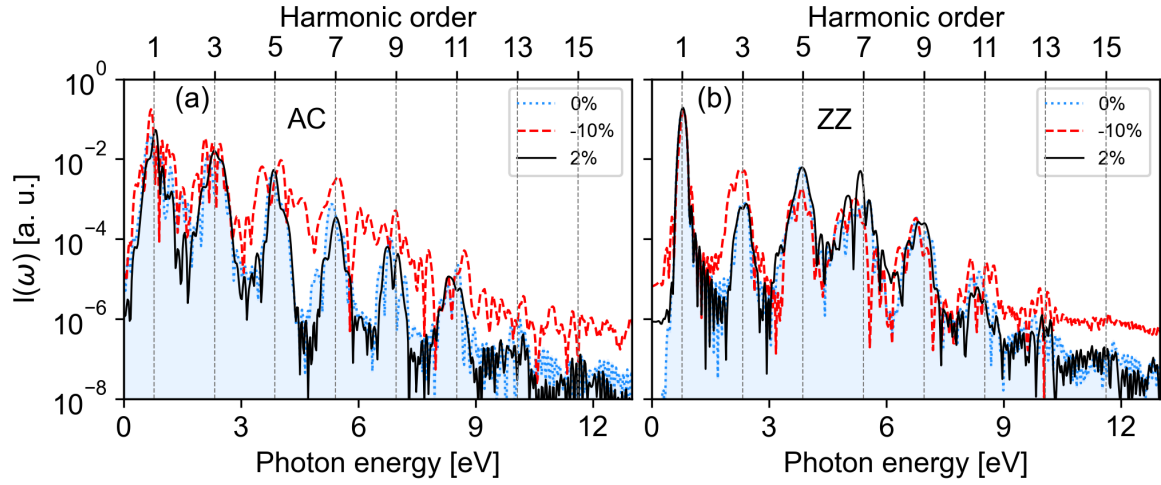 Harmonic order
1 3 5 7 9 11 13 15
10^0
10^-2
10^-4
10^-6
10^-8
I(ω) [a. u.]
(a)
AC
0%
-10%
2%
0 3 6 9 12
Photon energy [eV]
Harmonic order
1 3 5 7 9 11 13 15
(b)
ZZ
0%
-10%
2%
0 3 6 9 12
Photon energy [eV]